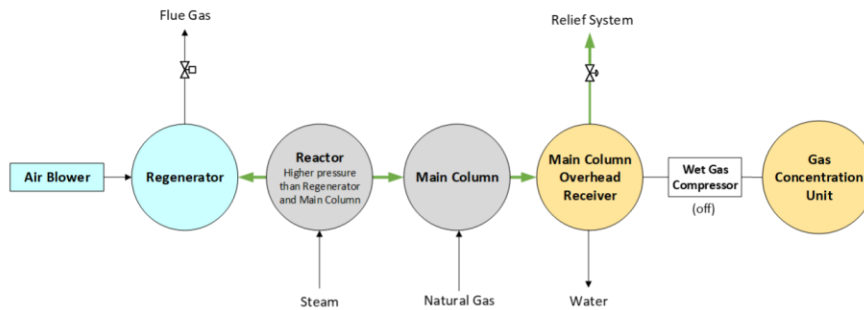 Flue Gas
Relief System
Air Blower
Regenerator
Reactor
Higher pressure
than Regenerator
and Main Column
Main Column
Main Column
Overhead
Receiver
Wet Gas
Compressor
(off)
Gas
Concentration
Unit
Steam
Natural Gas
Water